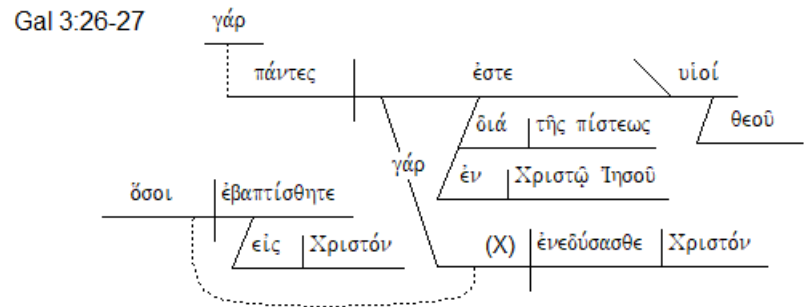 Gal 3:26-27
γάρ
πάντες ἐστε υἱοί
διά τῆς πίστεως θεοῦ
γάρ
ἐν Χριστῷ Ἰησοῦ
ὅσοι ἐβαπτίσθητε
εἰς Χριστόν
(X) ἐνεδύσασθε Χριστόν